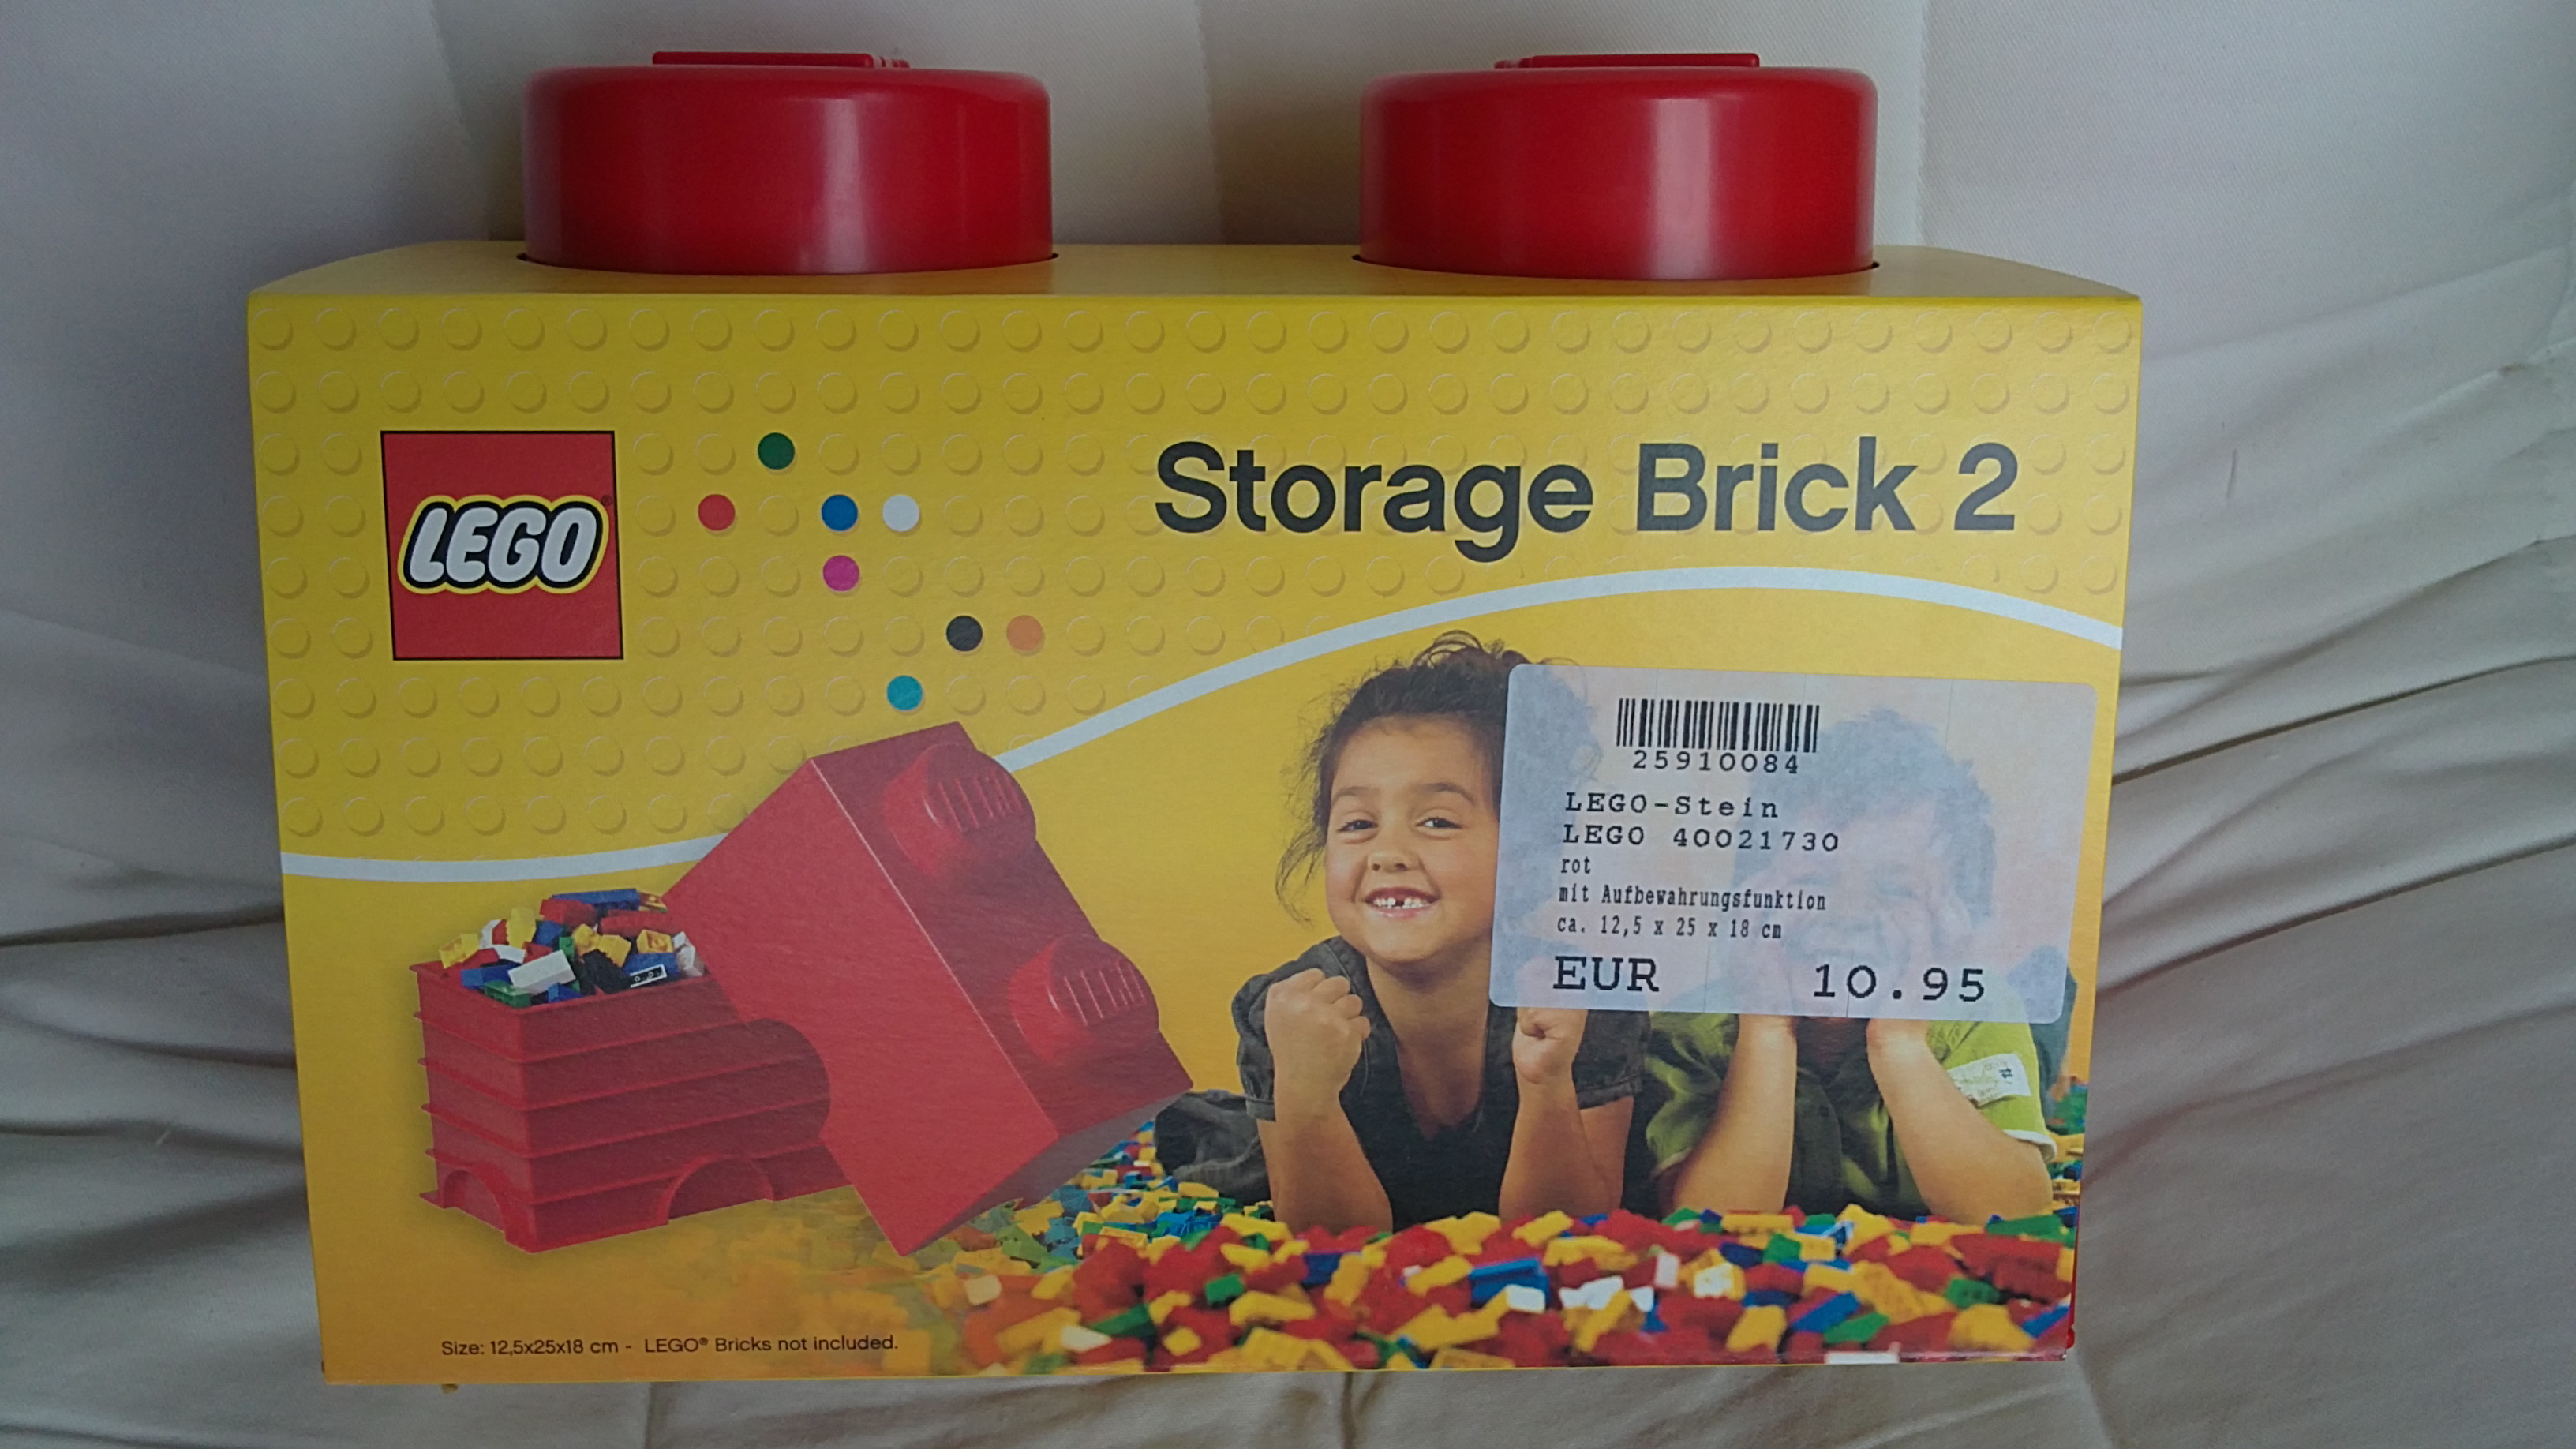 LEGO®
Storage Brick 2
25910084
LEGO-Stein
LEGO 40021730
rot
mit Aufbewahrungsfunktion
ca. 12,5 x 25 x 18 cm
EUR 10.95
Size: 12,5x25x18 cm - LEGO® Bricks not included.